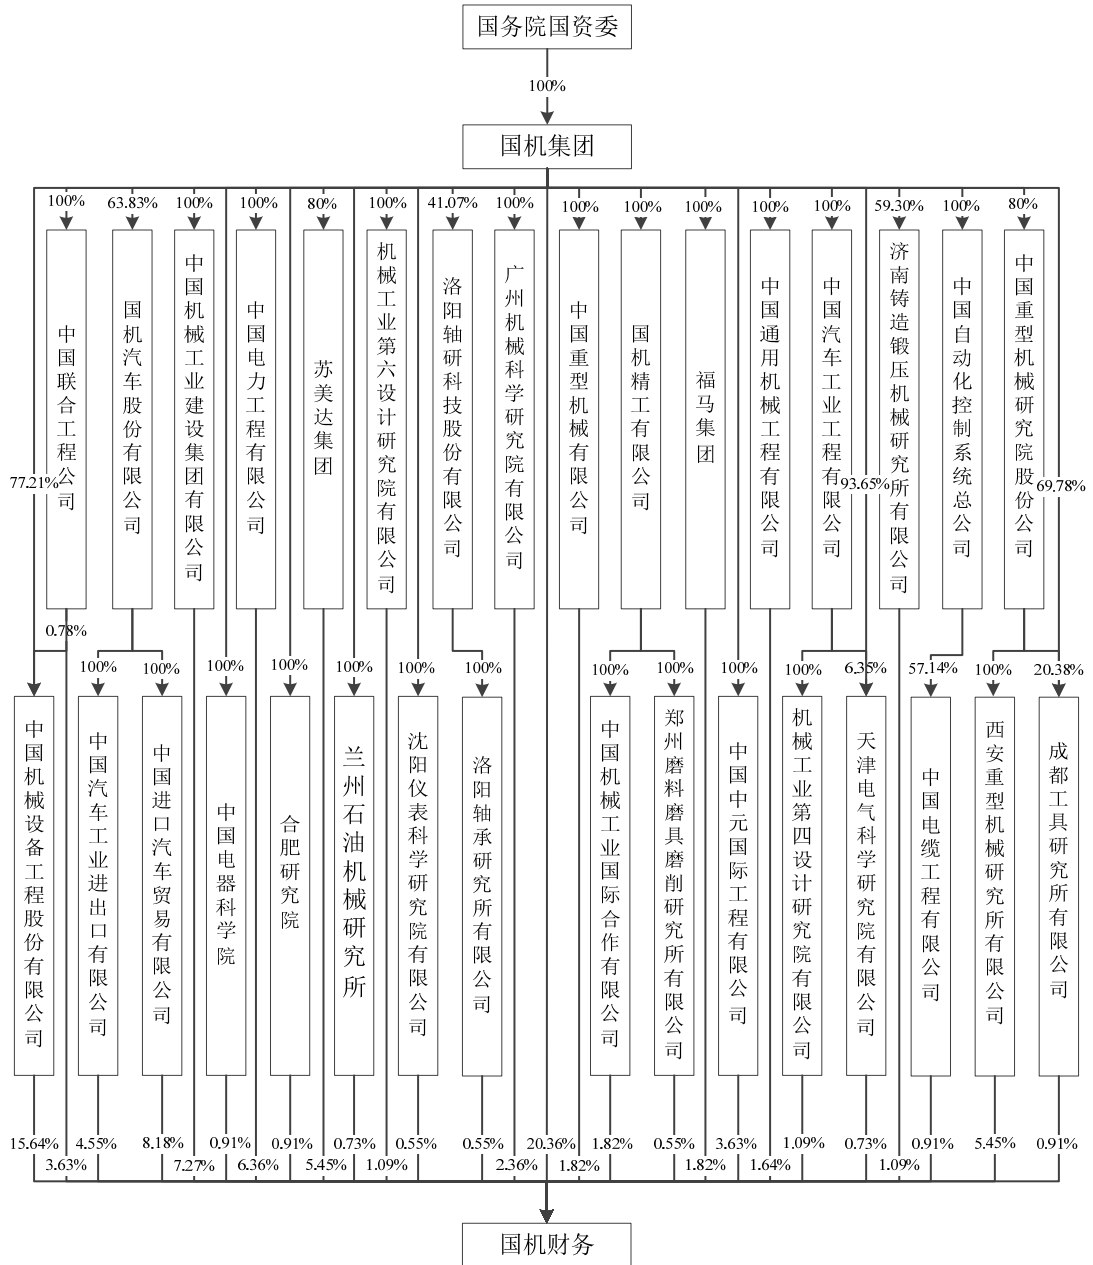 国务院国资委
100%
国机集团
100%
63.83%
100%
100%
80%
100%
41.07%
100%
100%
100%
100%
100%
100%
59.30%
100%
80%
中国联合工程公司
国机汽车股份有限公司
中国机械工业建设集团有限公司
中国电力工程有限公司
苏美达集团
机械工业第六设计研究院有限公司
洛阳轴研科技股份有限公司
广州机械科学研究院有限公司
中国重型机械有限公司
国机精工有限公司
福马集团
中国通用机械工程有限公司
中国汽车工业工程有限公司
济南铸造锻压机械研究所有限公司
中国自动化控制系统总公司
中国重型机械研究院股份公司
77.21%
93.65%
69.78%
0.78%
100%
100%
100%
100%
100%
100%
100%
100%
100%
100%
100%
6.35%
57.14%
100%
20.38%
中国机械设备工程股份有限公司
中国汽车工业进出口有限公司
中国进口汽车贸易有限公司
中国电器科学院
合肥研究院
兰州石油机械研究所
沈阳仪表科学研究院有限公司
洛阳轴承研究所有限公司
中国机械工业国际合作有限公司
郑州磨料磨具磨削研究所有限公司
中国中元国际工程有限公司
机械工业第四设计研究院有限公司
天津电气科学研究院有限公司
中国电缆工程有限公司
西安重型机械研究所有限公司
成都工具研究所有限公司
15.64%
4.55%
8.18%
0.91%
0.91%
0.73%
0.55%
0.55%
20.36%
1.82%
0.55%
3.63%
1.09%
0.73%
0.91%
5.45%
0.91%
3.63%
7.27%
6.36%
5.45%
1.09%
2.36%
1.82%
1.82%
1.64%
1.09%
国机财务